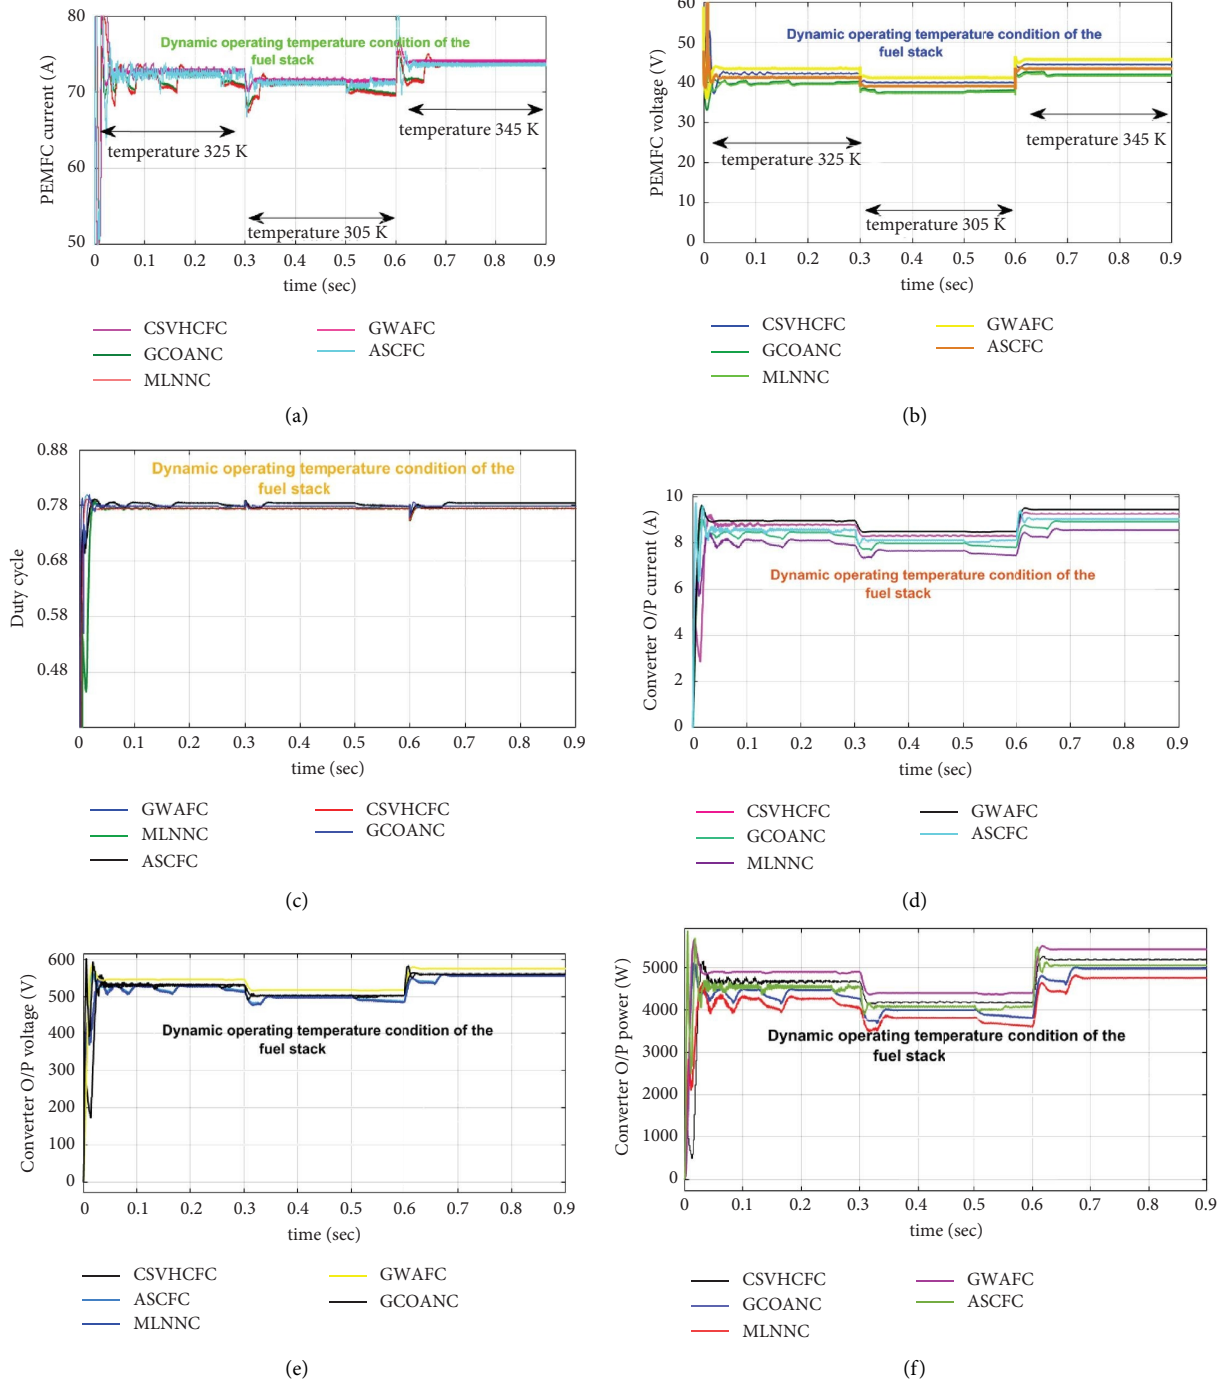 80
70
60
50
PEMFC current (A)
Dynamic operating temperature condition of the
fuel stack
temperature 325 K
temperature 345 K
temperature 305 K
0 0.1 0.2 0.3 0.4 0.5 0.6 0.7 0.8 0.9
time (sec)
CSVHCFC
GCOANC
MLNNC
GWAFC
ASCFC
(a)
60
50
40
30
20
10
0
PEMFC voltage (V)
Dynamic operating temperature condition of the
fuel stack
temperature 345 K
temperature 325 K
temperature 305 K
0 0.1 0.2 0.3 0.4 0.5 0.6 0.7 0.8 0.9
time (sec)
CSVHCFC
GCOANC
MLNNC
GWAFC
ASCFC
(b)
0.88
0.78
0.68
0.58
0.48
Duty cycle
Dynamic operating temperature condition of the
fuel stack
0 0.1 0.2 0.3 0.4 0.5 0.6 0.7 0.8 0.9
time (sec)
GWAFC
MLNNC
ASCFC
CSVHCFC
GCOANC
(c)
10
8
6
4
2
0
Converter O/P current (A)
Dynamic operating temperature condition of the
fuel stack
0 0.1 0.2 0.3 0.4 0.5 0.6 0.7 0.8 0.9
time (sec)
CSVHCFC
GCOANC
MLNNC
GWAFC
ASCFC
(d)
600
500
400
300
200
100
0
Converter O/P voltage (V)
Dynamic operating temperature condition of the
fuel stack
0 0.1 0.2 0.3 0.4 0.5 0.6 0.7 0.8 0.9
time (sec)
CSVHCFC
ASCFC
MLNNC
GWAFC
GCOANC
(e)
5000
4000
3000
2000
1000
0
Converter O/P power (W)
Dynamic operating temperature condition of the
fuel stack
0 0.1 0.2 0.3 0.4 0.5 0.6 0.7 0.8 0.9
time (sec)
CSVHCFC
GCOANC
MLNNC
GWAFC
ASCFC
(f)